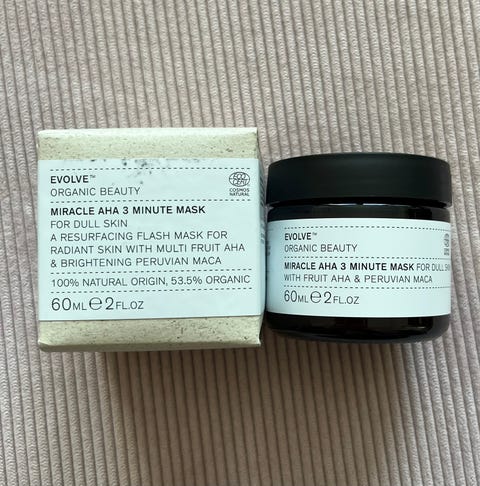 EVOLVE™
ORGANIC BEAUTY
ECO CERT
COSMOS
NATURAL
MIRACLE AHA 3 MINUTE MASK
FOR DULL SKIN
A RESURFACING FLASH MASK FOR
RADIANT SKIN WITH MULTI FRUIT AHA
& BRIGHTENING PERUVIAN MACA
100% NATURAL ORIGIN, 53.5% ORGANIC
60ML℮2FL.OZ
EVOLVE™
ORGANIC BEAUTY
MIRACLE AHA 3 MINUTE MASK FOR DULL SKIN
WITH FRUIT AHA & PERUVIAN MACA
60ML℮2FL.OZ